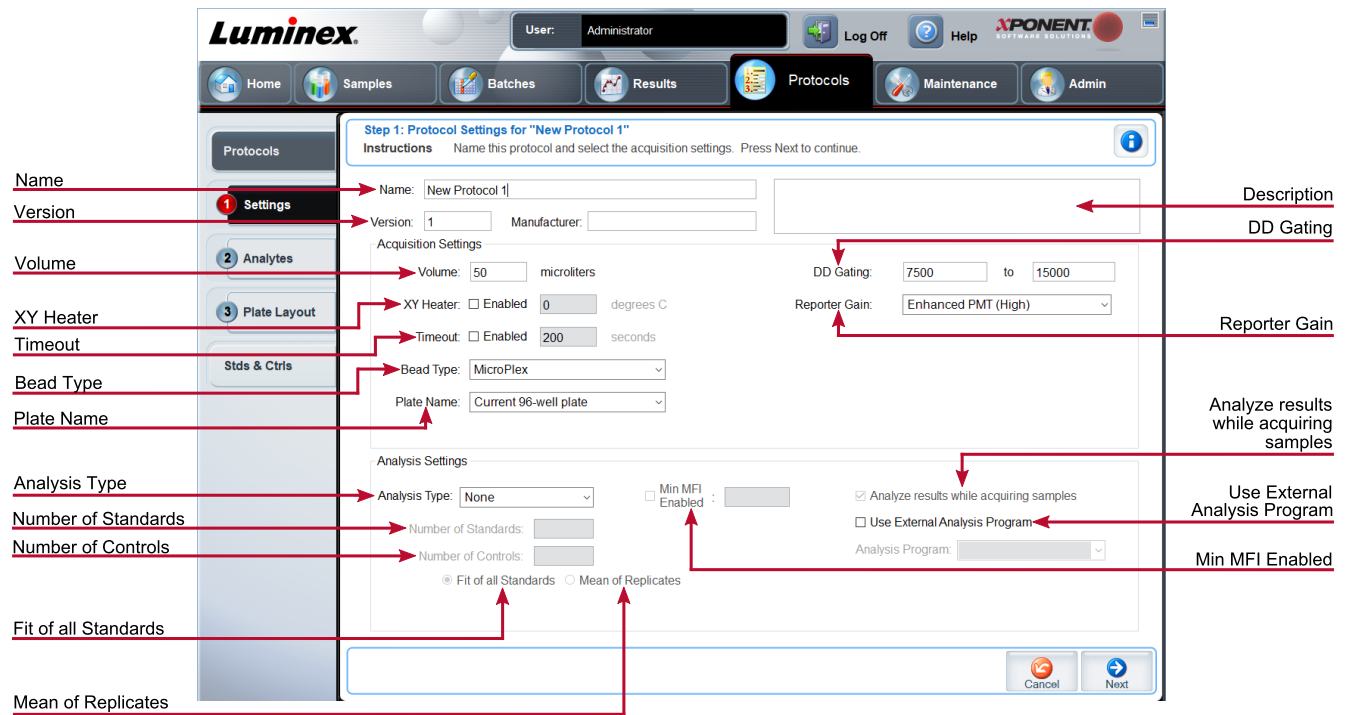 Luminex.
User: Administrator
Log Off
Help
XPONENT.
SOFTWARE SOLUTIONS
Home
Samples
Batches
Results
Protocols
Maintenance
Admin
Protocols
1 Settings
2 Analytes
3 Plate Layout
Stds & Ctrls
Step 1: Protocol Settings for "New Protocol 1"
Instructions Name this protocol and select the acquisition settings. Press Next to continue.
Name: New Protocol 1
Version: 1 Manufacturer:
Acquisition Settings
Volume: 50 microliters
XY Heater: Enabled 0 degrees C
Timeout: Enabled 200 seconds
Bead Type: MicroPlex
Plate Name: Current 96-well plate
DD Gating: 7500 to 15000
Reporter Gain: Enhanced PMT (High)
Analysis Settings
Analysis Type: None
Number of Standards:
Number of Controls:
Fit of all Standards Mean of Replicates
Min MFI
Enabled :
Analyze results while acquiring samples
Use External Analysis Program
Analysis Program:
Cancel
Next
Name
Version
Volume
XY Heater
Timeout
Bead Type
Plate Name
Analysis Type
Number of Standards
Number of Controls
Fit of all Standards
Mean of Replicates
Description
DD Gating
Reporter Gain
Analyze results
while acquiring
samples
Use External
Analysis Program
Min MFI Enabled